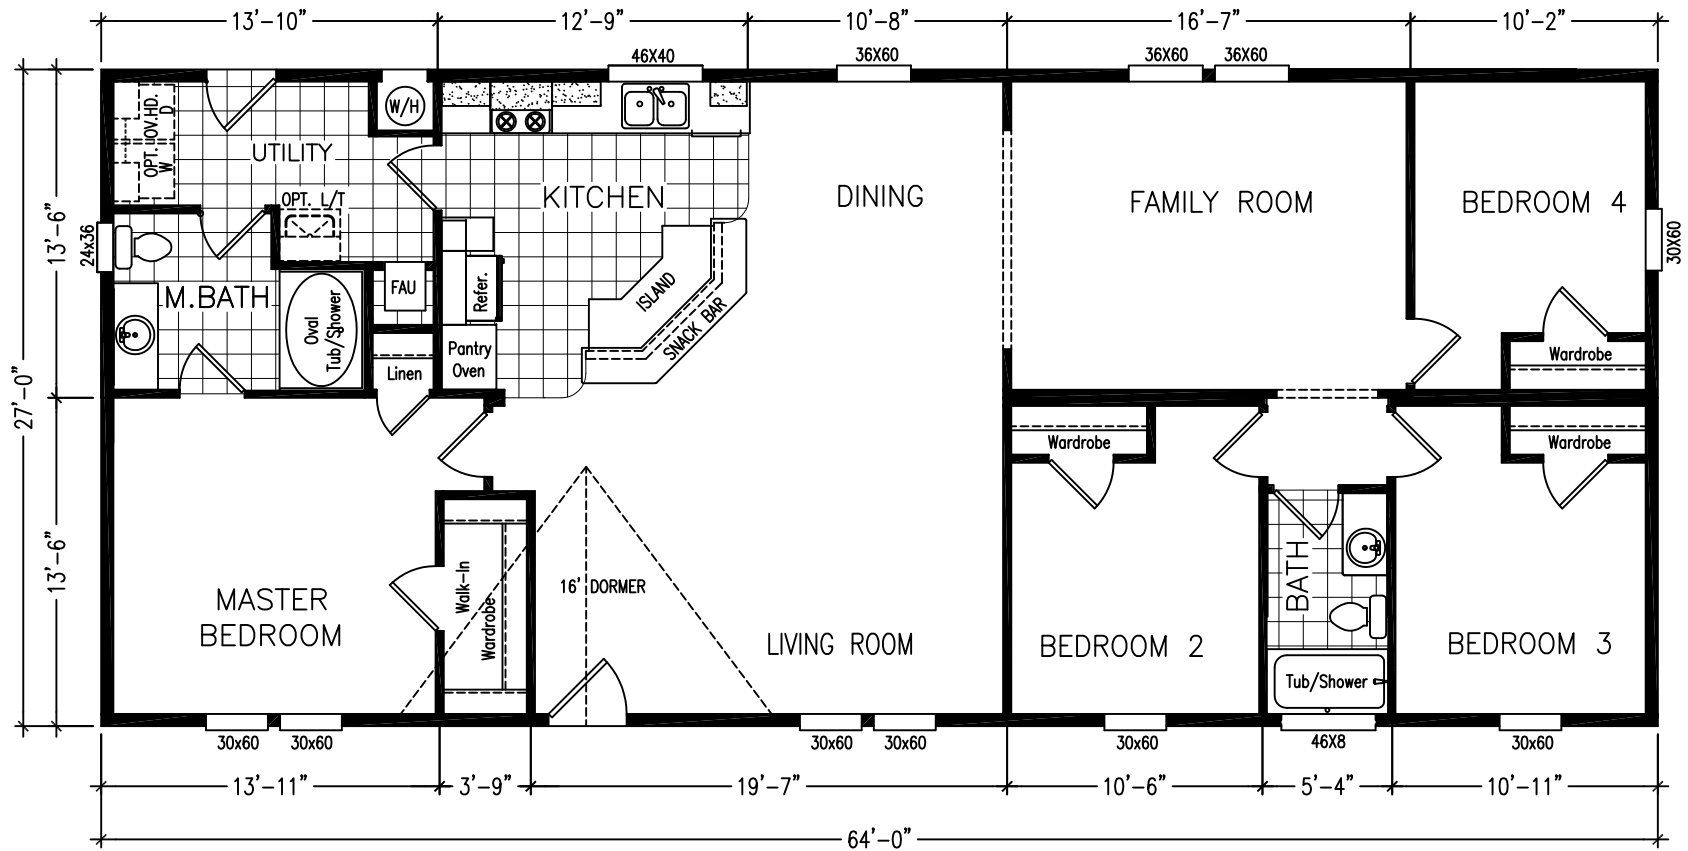 13'-10"
12'-9"
10'-8"
16'-7"
10'-2"
46X40
36X60
36X60
36X60
OPT. OV.HD.
W D
W/H
UTILITY
OPT. L/T
KITCHEN
DINING
FAMILY ROOM
BEDROOM 4
13'-6"
24x36
30X60
M.BATH
Oval
Tub/Shower
FAU
Refer.
ISLAND
SNACK BAR
Pantry
Oven
Linen
Wardrobe
27'-0"
Wardrobe
Wardrobe
13'-6"
MASTER
BEDROOM
Walk-In
Wardrobe
16' DORMER
LIVING ROOM
BEDROOM 2
BATH
BEDROOM 3
Tub/Shower
30x60
30x60
30x60
30x60
30x60
46X8
30x60
13'-11"
3'-9"
19'-7"
10'-6"
5'-4"
10'-11"
64'-0"